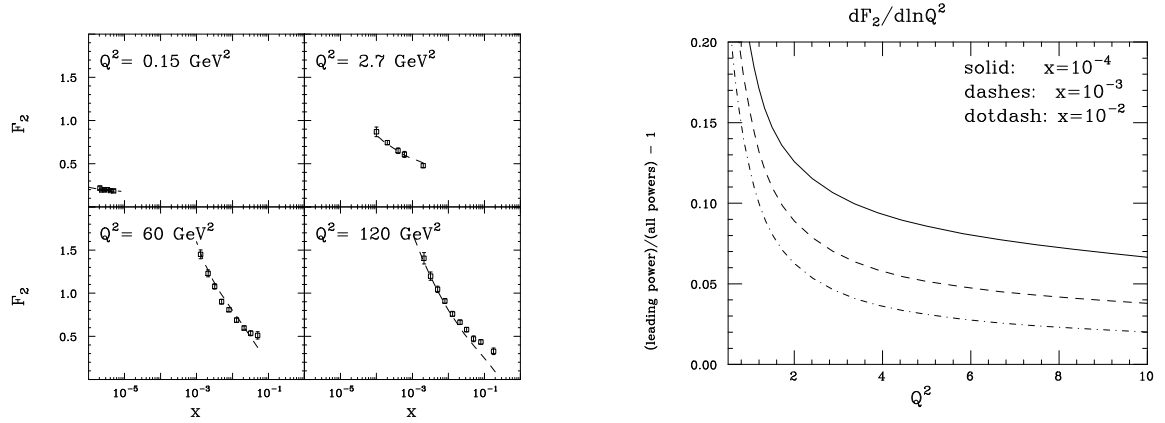 Q²= 0.15 GeV²
Q²= 2.7 GeV²
1.5
1.0
0.5
F₂
Q²= 60 GeV²
Q²= 120 GeV²
1.5
1.0
0.5
F₂
10⁻⁵ 10⁻³ 10⁻¹
10⁻⁵ 10⁻³ 10⁻¹
x
x
dF₂/dlnQ²
solid: x=10⁻⁴
dashes: x=10⁻³
dotdash: x=10⁻²
0.20
0.15
0.10
0.05
0.00
(leading power)/(all powers) − 1
2 4 6 8 10
Q²